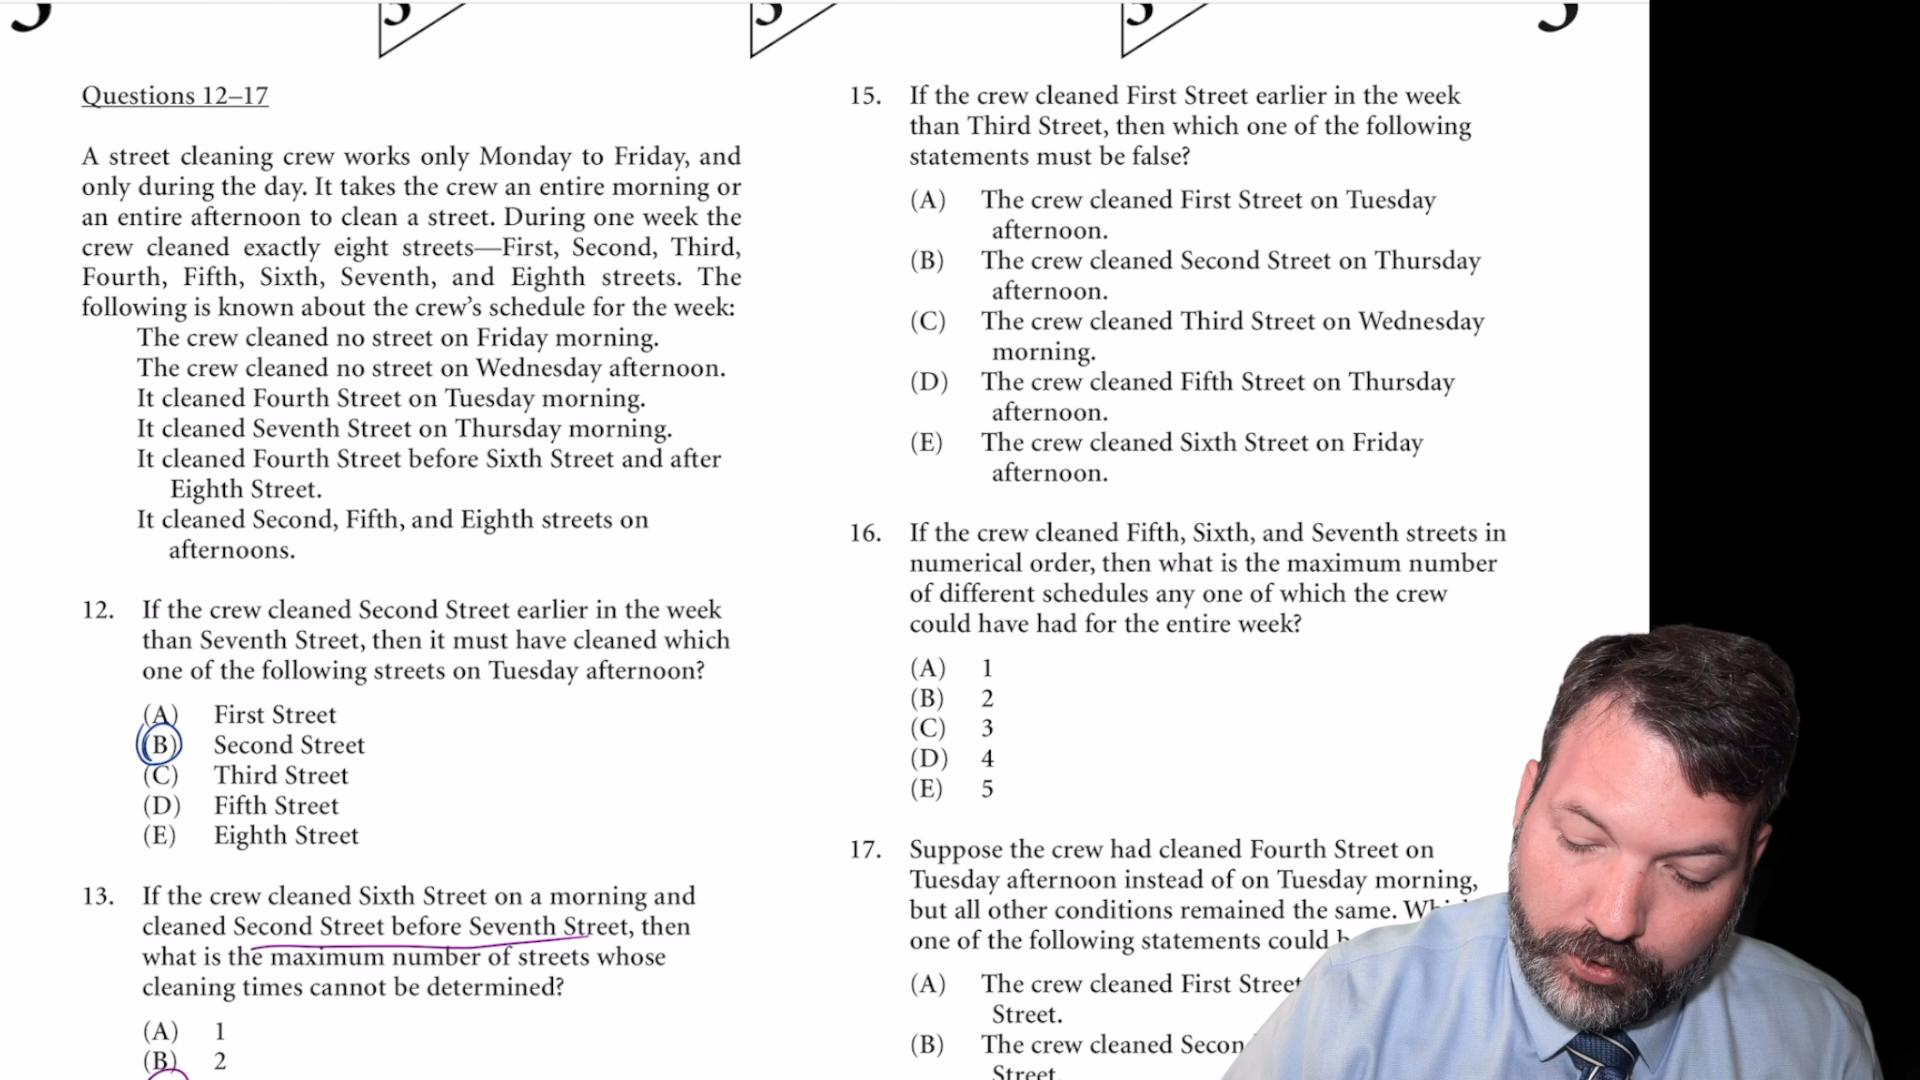 Questions 12–17
A street cleaning crew works only Monday to Friday, and
only during the day. It takes the crew an entire morning or
an entire afternoon to clean a street. During one week the
crew cleaned exactly eight streets—First, Second, Third,
Fourth, Fifth, Sixth, Seventh, and Eighth streets. The
following is known about the crew’s schedule for the week:
The crew cleaned no street on Friday morning.
The crew cleaned no street on Wednesday afternoon.
It cleaned Fourth Street on Tuesday morning.
It cleaned Seventh Street on Thursday morning.
It cleaned Fourth Street before Sixth Street and after
Eighth Street.
It cleaned Second, Fifth, and Eighth streets on
afternoons.
12. If the crew cleaned Second Street earlier in the week
than Seventh Street, then it must have cleaned which
one of the following streets on Tuesday afternoon?
(A) First Street
(B) Second Street
(C) Third Street
(D) Fifth Street
(E) Eighth Street
13. If the crew cleaned Sixth Street on a morning and
cleaned Second Street before Seventh Street, then
what is the maximum number of streets whose
cleaning times cannot be determined?
(A) 1
(B) 2
15. If the crew cleaned First Street earlier in the week
than Third Street, then which one of the following
statements must be false?
(A) The crew cleaned First Street on Tuesday
afternoon.
(B) The crew cleaned Second Street on Thursday
afternoon.
(C) The crew cleaned Third Street on Wednesday
morning.
(D) The crew cleaned Fifth Street on Thursday
afternoon.
(E) The crew cleaned Sixth Street on Friday
afternoon.
16. If the crew cleaned Fifth, Sixth, and Seventh streets in
numerical order, then what is the maximum number
of different schedules any one of which the crew
could have had for the entire week?
(A) 1
(B) 2
(C) 3
(D) 4
(E) 5
17. Suppose the crew had cleaned Fourth Street on
Tuesday afternoon instead of on Tuesday morning,
but all other conditions remained the same.
one of the following statements could
(A) The crew cleaned First Street
Street.
(B) The crew cleaned
Street